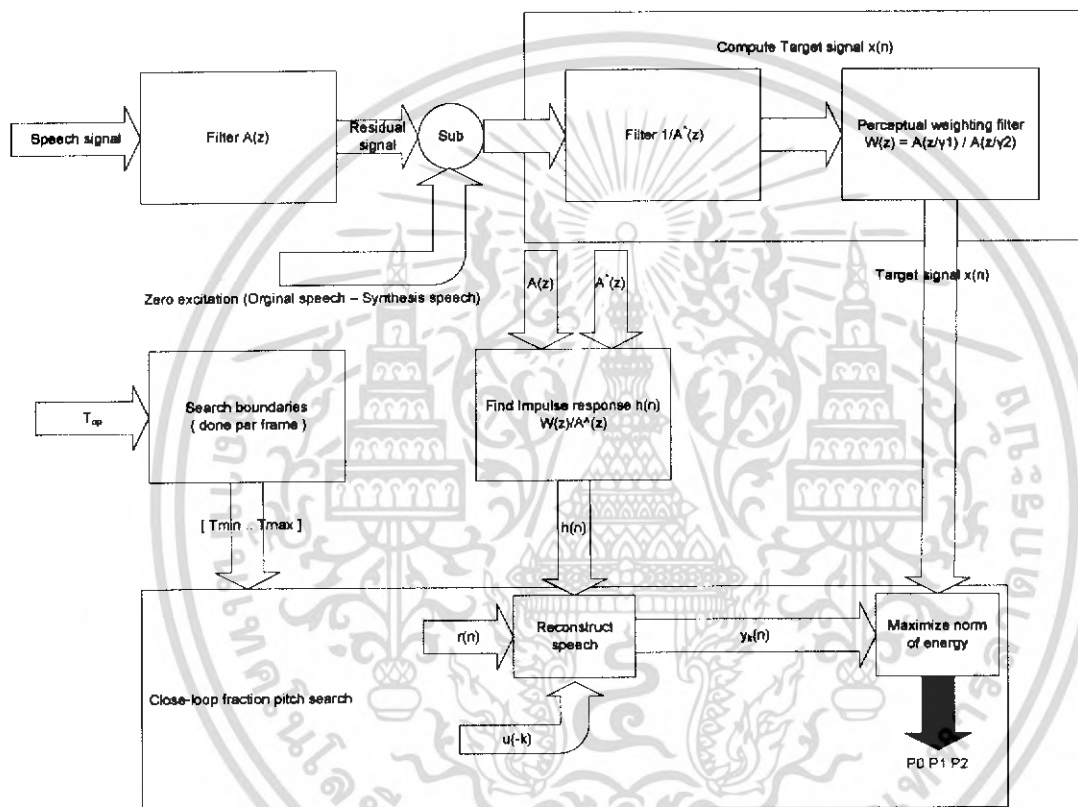 Compute Target signal x(n)
Speech signal
Filter A(z)
Residual
signal
Sub
Filter 1/A^(z)
Perceptual weighting filter
W(z) = A(z/γ1) / A(z/γ2)
Target signal x(n)
A(z)
A^(z)
Zero excitation (Orginal speech – Synthesis speech)
Top
Search boundaries
( done per frame )
Find Impulse response h(n)
W(z)/A^(z)
[ Tmin .. Tmax ]
h(n)
r(n)
Reconstruct
speech
yk(n)
Maximize norm
of energy
Close-loop fraction pitch search
u(-k)
P0 P1 P2